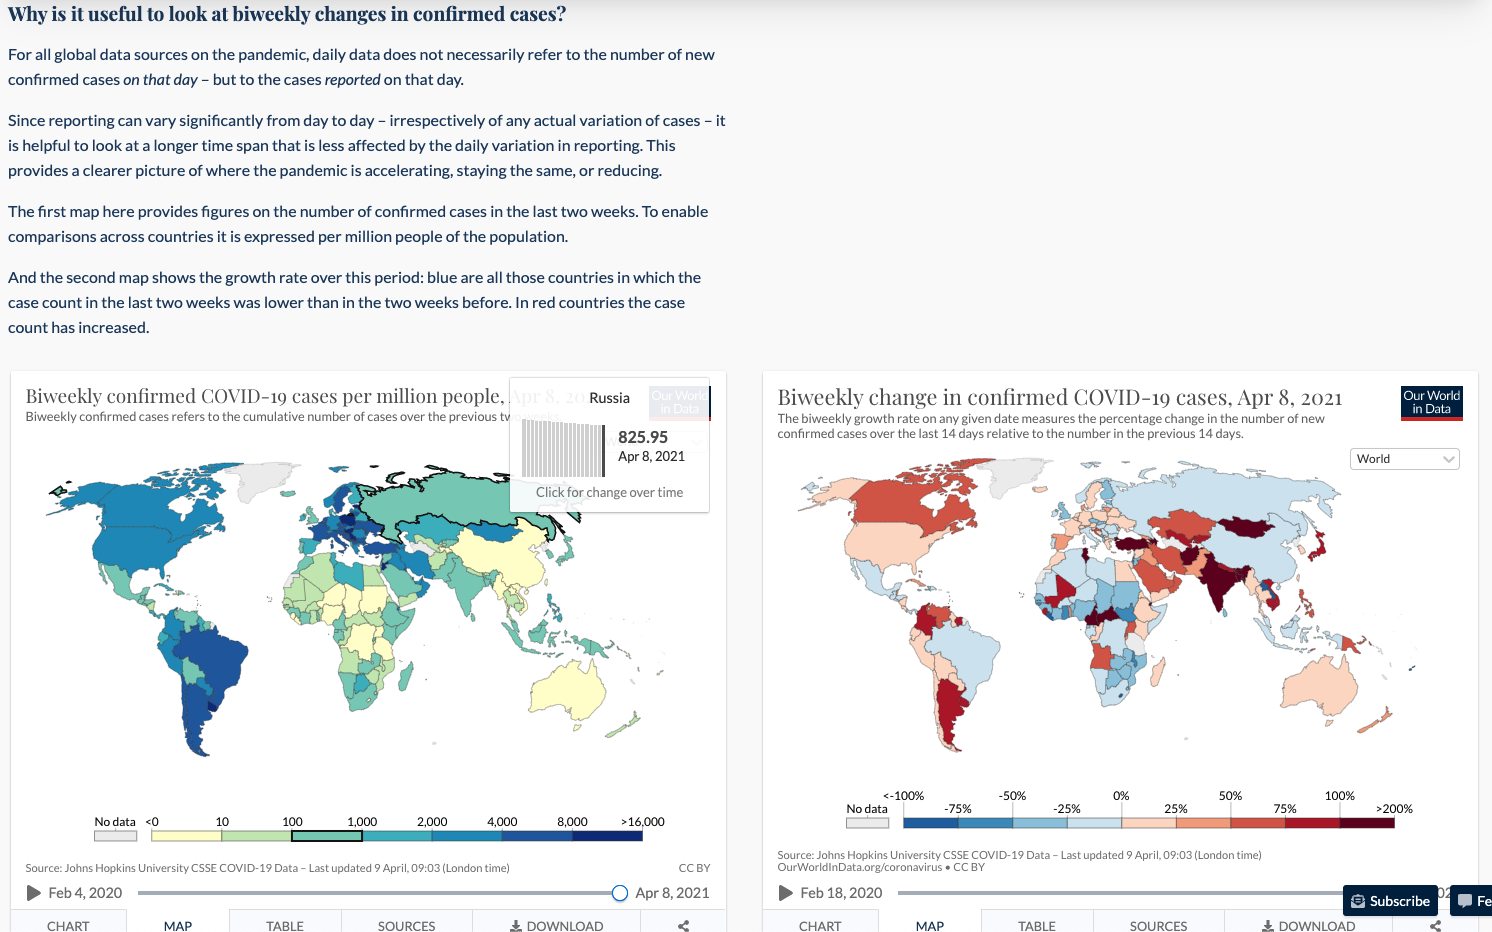 Why is it useful to look at biweekly changes in confirmed cases?
For all global data sources on the pandemic, daily data does not necessarily refer to the number of new
confirmed cases on that day – but to the cases reported on that day.
Since reporting can vary significantly from day to day – irrespectively of any actual variation of cases – it
is helpful to look at a longer time span that is less affected by the daily variation in reporting. This
provides a clearer picture of where the pandemic is accelerating, staying the same, or reducing.
The first map here provides figures on the number of confirmed cases in the last two weeks. To enable
comparisons across countries it is expressed per million people of the population.
And the second map shows the growth rate over this period: blue are all those countries in which the
case count in the last two weeks was lower than in the two weeks before. In red countries the case
count has increased.
Biweekly confirmed COVID-19 cases per million people, Apr 8, 20
Biweekly confirmed cases refers to the cumulative number of cases over the previous two weeks.
Our World
in Data
Russia
825.95
Apr 8, 2021
Click for change over time
No data
<0
10
100
1,000
2,000
4,000
8,000
>16,000
Source: Johns Hopkins University CSSE COVID-19 Data – Last updated 9 April, 09:03 (London time)
CC BY
Feb 4, 2020
Apr 8, 2021
CHART
MAP
TABLE
SOURCES
DOWNLOAD
Biweekly change in confirmed COVID-19 cases, Apr 8, 2021
The biweekly growth rate on any given date measures the percentage change in the number of new
confirmed cases over the last 14 days relative to the number in the previous 14 days.
Our World
in Data
World
No data
<-100%
-75%
-50%
-25%
0%
25%
50%
75%
100%
>200%
Source: Johns Hopkins University CSSE COVID-19 Data – Last updated 9 April, 09:03 (London time)
OurWorldInData.org/coronavirus • CC BY
Feb 18, 2020
Subscribe
Fe
CHART
MAP
TABLE
SOURCES
DOWNLOAD